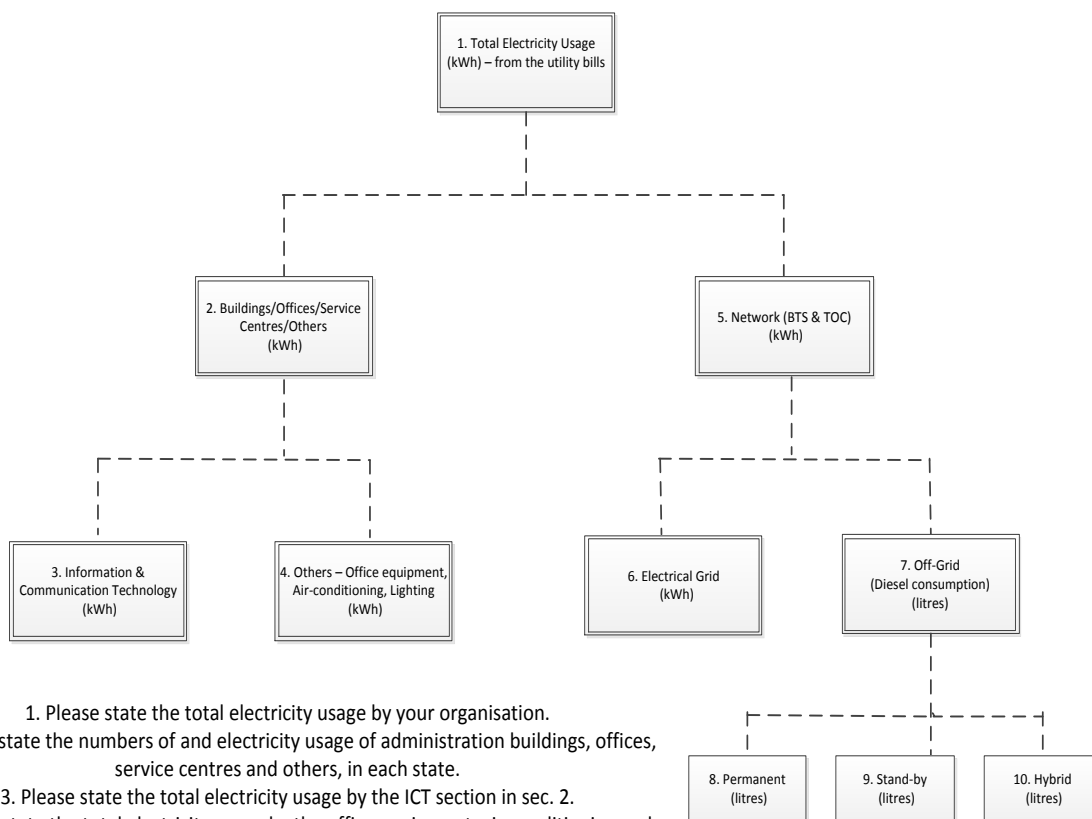 1. Total Electricity Usage
(kWh) – from the utility bills
2. Buildings/Offices/Service
Centres/Others
(kWh)
5. Network (BTS & TOC)
(kWh)
3. Information &
Communication Technology
(kWh)
4. Others – Office equipment,
Air-conditioning, Lighting
(kWh)
6. Electrical Grid
(kWh)
7. Off-Grid
(Diesel consumption)
(litres)
8. Permanent
(litres)
9. Stand-by
(litres)
10. Hybrid
(litres)
1. Please state the total electricity usage by your organisation.
state the numbers of and electricity usage of administration buildings, offices,
service centres and others, in each state.
3. Please state the total electricity usage by the ICT section in sec. 2.